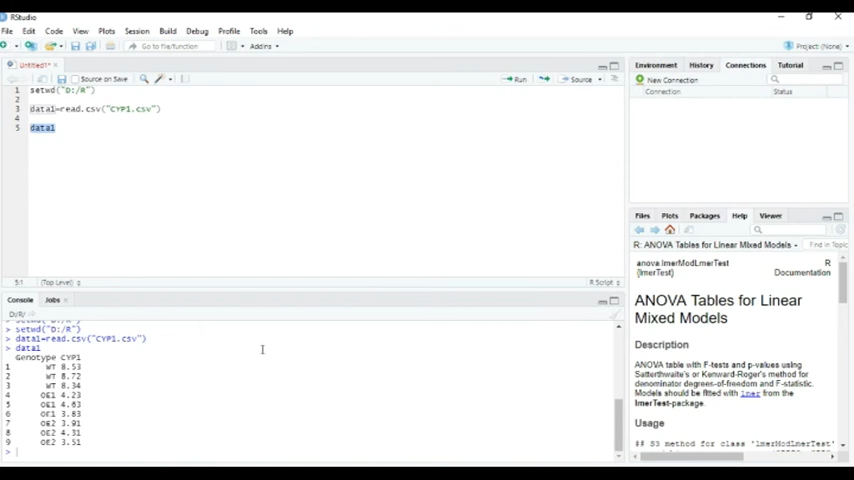 RStudio
File Edit Code View Plots Session Build Debug Profile Tools Help
Go to file/function Addins Project: (None)
Untitled1*
Source on Save Run Source
1 setwd("D:/R")
2
3 data1=read.csv("CYP1.csv")
4
5 data1
5:1 (Top Level) R Script
Console Jobs
D:/R/
> setwd("D:/R")
> setwd("D:/R")
> data1=read.csv("CYP1.csv")
> data1
Genotype CYP1
1 WT 8.53
2 WT 8.72
3 WT 8.34
4 OE1 4.23
5 OE1 4.63
6 OE1 3.83
7 OE2 3.91
8 OE2 4.31
9 OE2 3.51
>
Environment History Connections Tutorial
New Connection
Connection Status
Files Plots Packages Help Viewer
R: ANOVA Tables for Linear Mixed Models Find in Topic
anova.lmerModLmerTest R
{lmerTest} Documentation
ANOVA Tables for Linear
Mixed Models
Description
ANOVA table with F-tests and p-values using
Satterthwaite's or Kenward-Roger's method for
denominator degrees-of-freedom and F-statistic.
Models should be fitted with lmer from the
lmerTest-package.
Usage
## S3 method for class 'lmerModLmerTest'